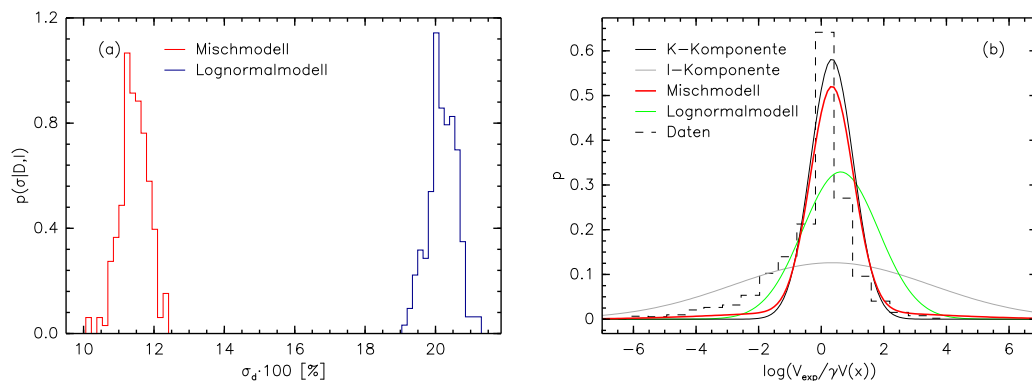 (a)
Mischmodell
Lognormalmodell
1.2
0.8
0.4
0.0
p(σ|D,I)
10
12
14
16
18
20
σd·100 [%]
(b)
K−Komponente
I−Komponente
Mischmodell
Lognormalmodell
Daten
0.6
0.5
0.4
0.3
0.2
0.1
0
p
−6
−4
−2
0
2
4
6
log(Vexp/γV(x))